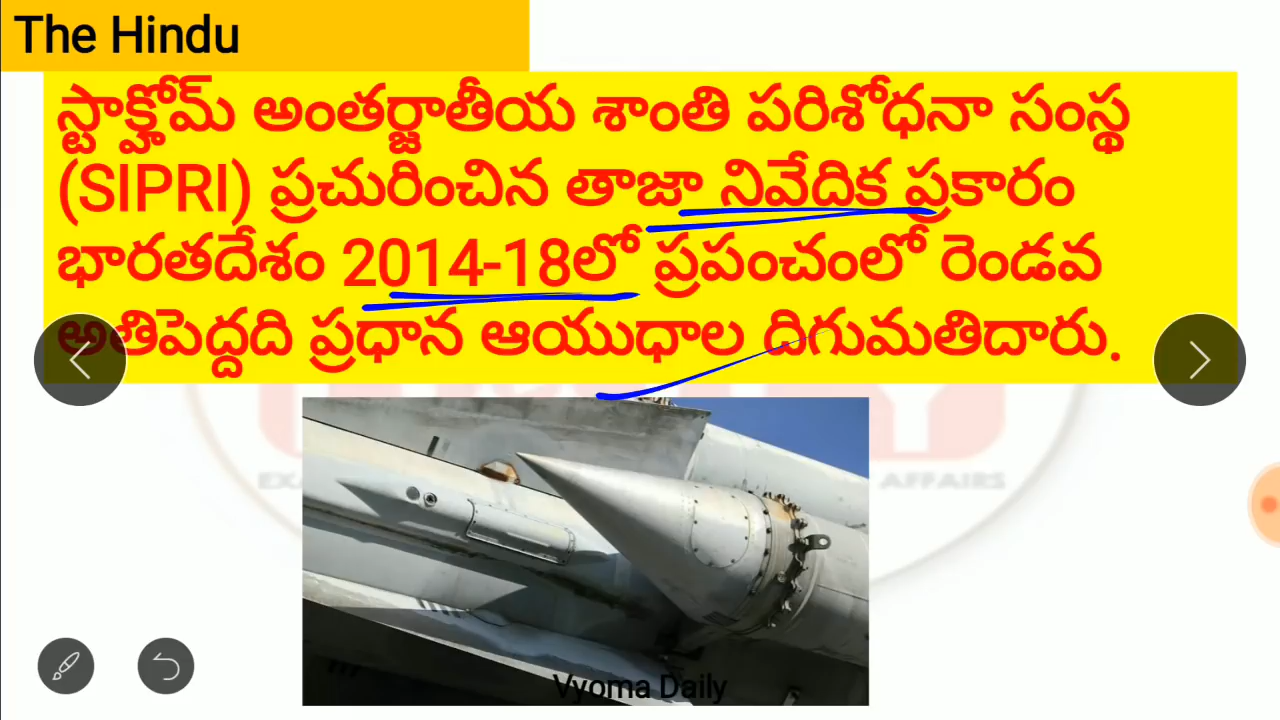 The Hindu
స్టాక్హోమ్ అంతర్జాతీయ శాంతి పరిశోధనా సంస్థ
(SIPRI) ప్రచురించిన తాజా నివేదిక ప్రకారం
భారతదేశం 2014-18లో ప్రపంచంలో రెండవ
అతిపెద్దది ప్రధాన ఆయుధాల దిగుమతిదారు.
AFFAIRS
Vyoma Daily